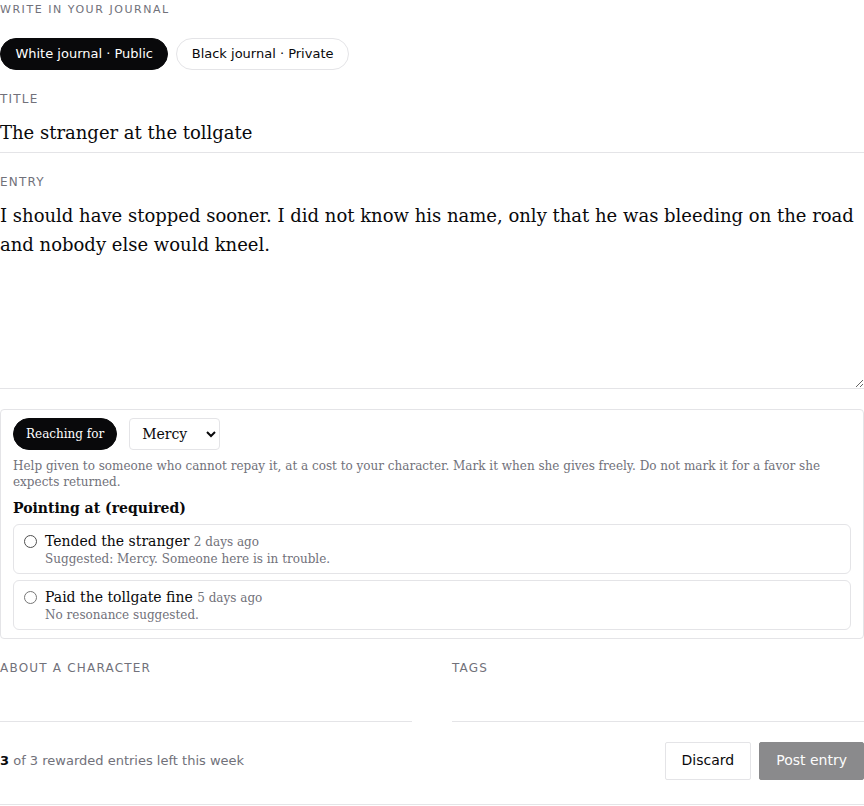 WRITE IN YOUR JOURNAL
White journal · Public
Black journal · Private
TITLE
The stranger at the tollgate
ENTRY
I should have stopped sooner. I did not know his name, only that he was bleeding on the road
and nobody else would kneel.
Reaching for
Mercy
Help given to someone who cannot repay it, at a cost to your character. Mark it when she gives freely. Do not mark it for a favor she
expects returned.
Pointing at (required)
Tended the stranger 2 days ago
Suggested: Mercy. Someone here is in trouble.
Paid the tollgate fine 5 days ago
No resonance suggested.
ABOUT A CHARACTER
TAGS
3 of 3 rewarded entries left this week
Discard
Post entry